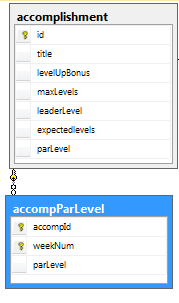 accomplishment
id
title
levelUpBonus
maxLevels
leaderLevel
expectedlevels
parLevel
accompParLevel
accompId
weekNum
parLevel